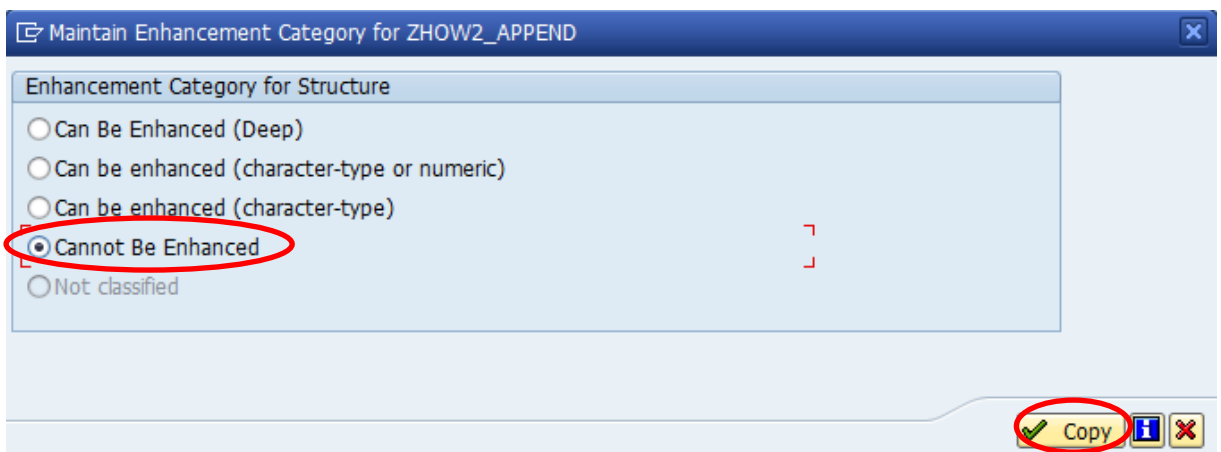 Maintain Enhancement Category for ZHOW2_APPEND
Enhancement Category for Structure
Can Be Enhanced (Deep)
Can be enhanced (character-type or numeric)
Can be enhanced (character-type)
Cannot Be Enhanced
Not classified
Copy